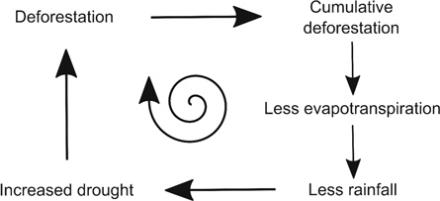 Deforestation
Cumulative
deforestation
Less evapotranspiration
Less rainfall
Increased drought